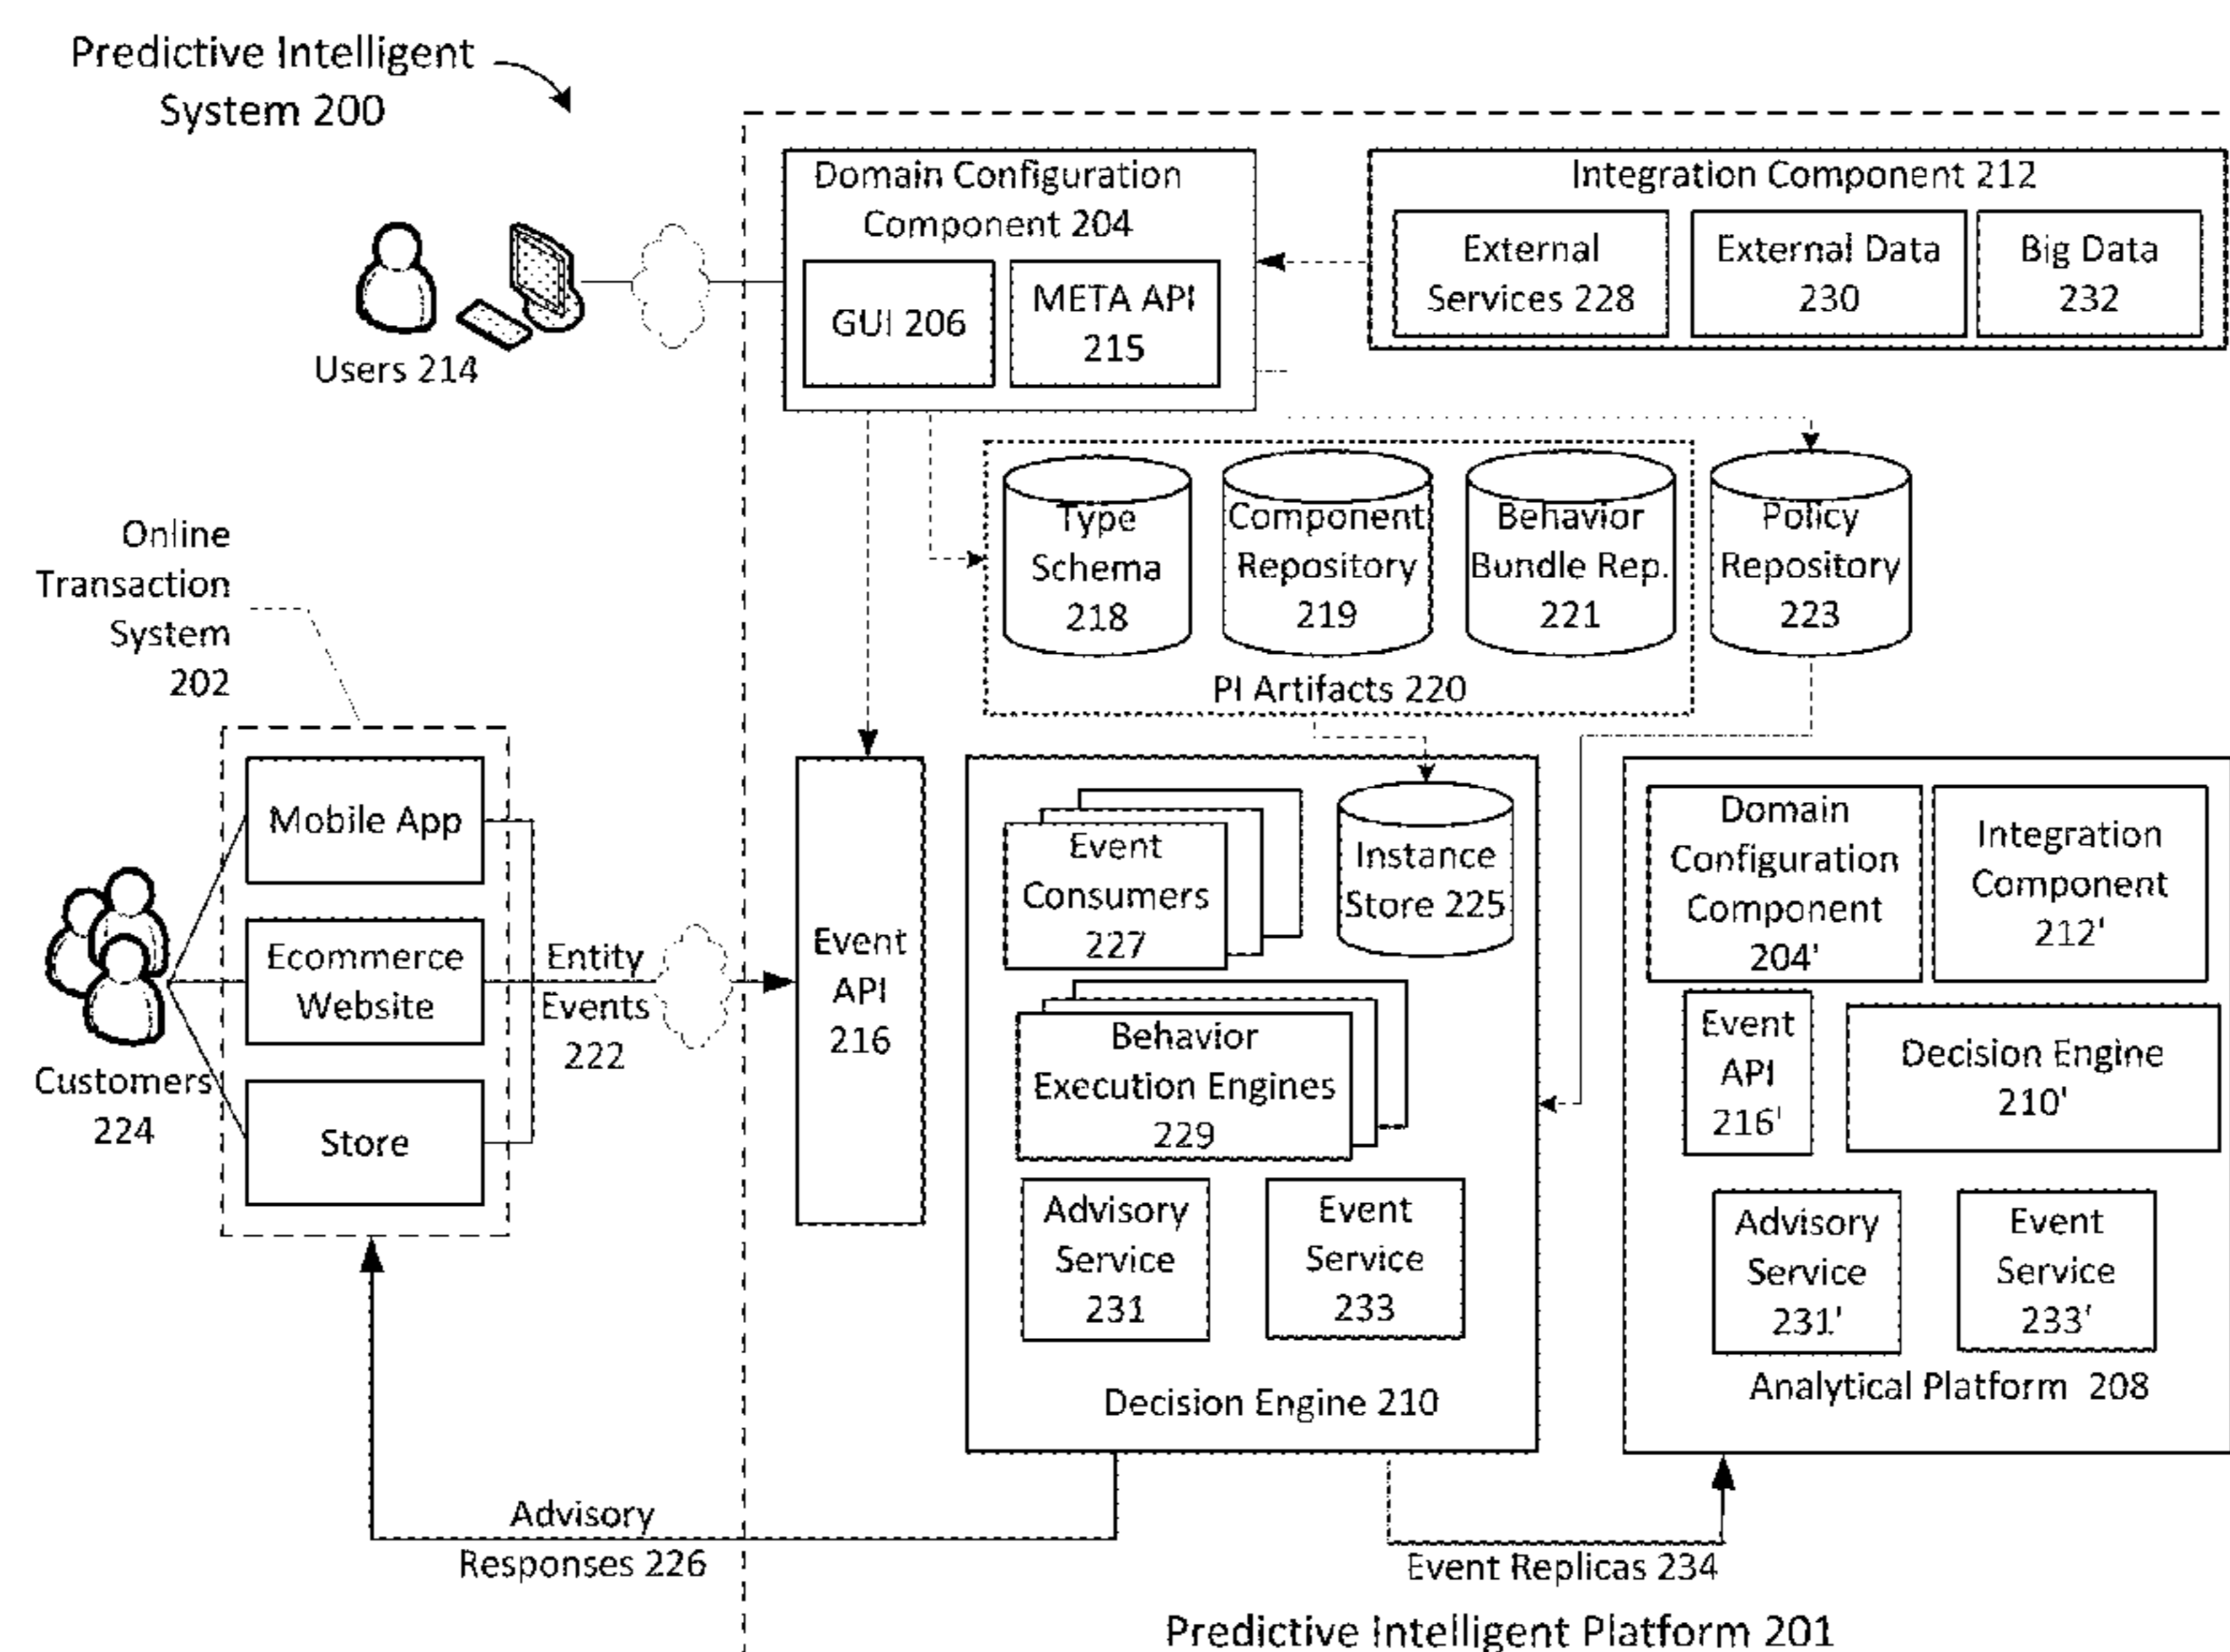 Predictive Intelligent
System 200
Domain Configuration
Component 204
GUI 206
META API
215
Integration Component 212
External
Services 228
External Data
230
Big Data
232
Users 214
Type
Schema
218
Component
Repository
219
Behavior
Bundle Rep.
221
PI Artifacts 220
Policy
Repository
223
Online
Transaction
System
202
Mobile App
Ecommerce
Website
Store
Customers
224
Entity
Events
222
Event
API
216
Event
Consumers
227
Instance
Store 225
Behavior
Execution Engines
229
Advisory
Service
231
Event
Service
233
Decision Engine 210
Domain
Configuration
Component
204'
Integration
Component
212'
Event
API
216'
Decision Engine
210'
Advisory
Service
231'
Event
Service
233'
Analytical Platform 208
Advisory
Responses 226
Event Replicas 234
Predictive Intelligent Platform 201